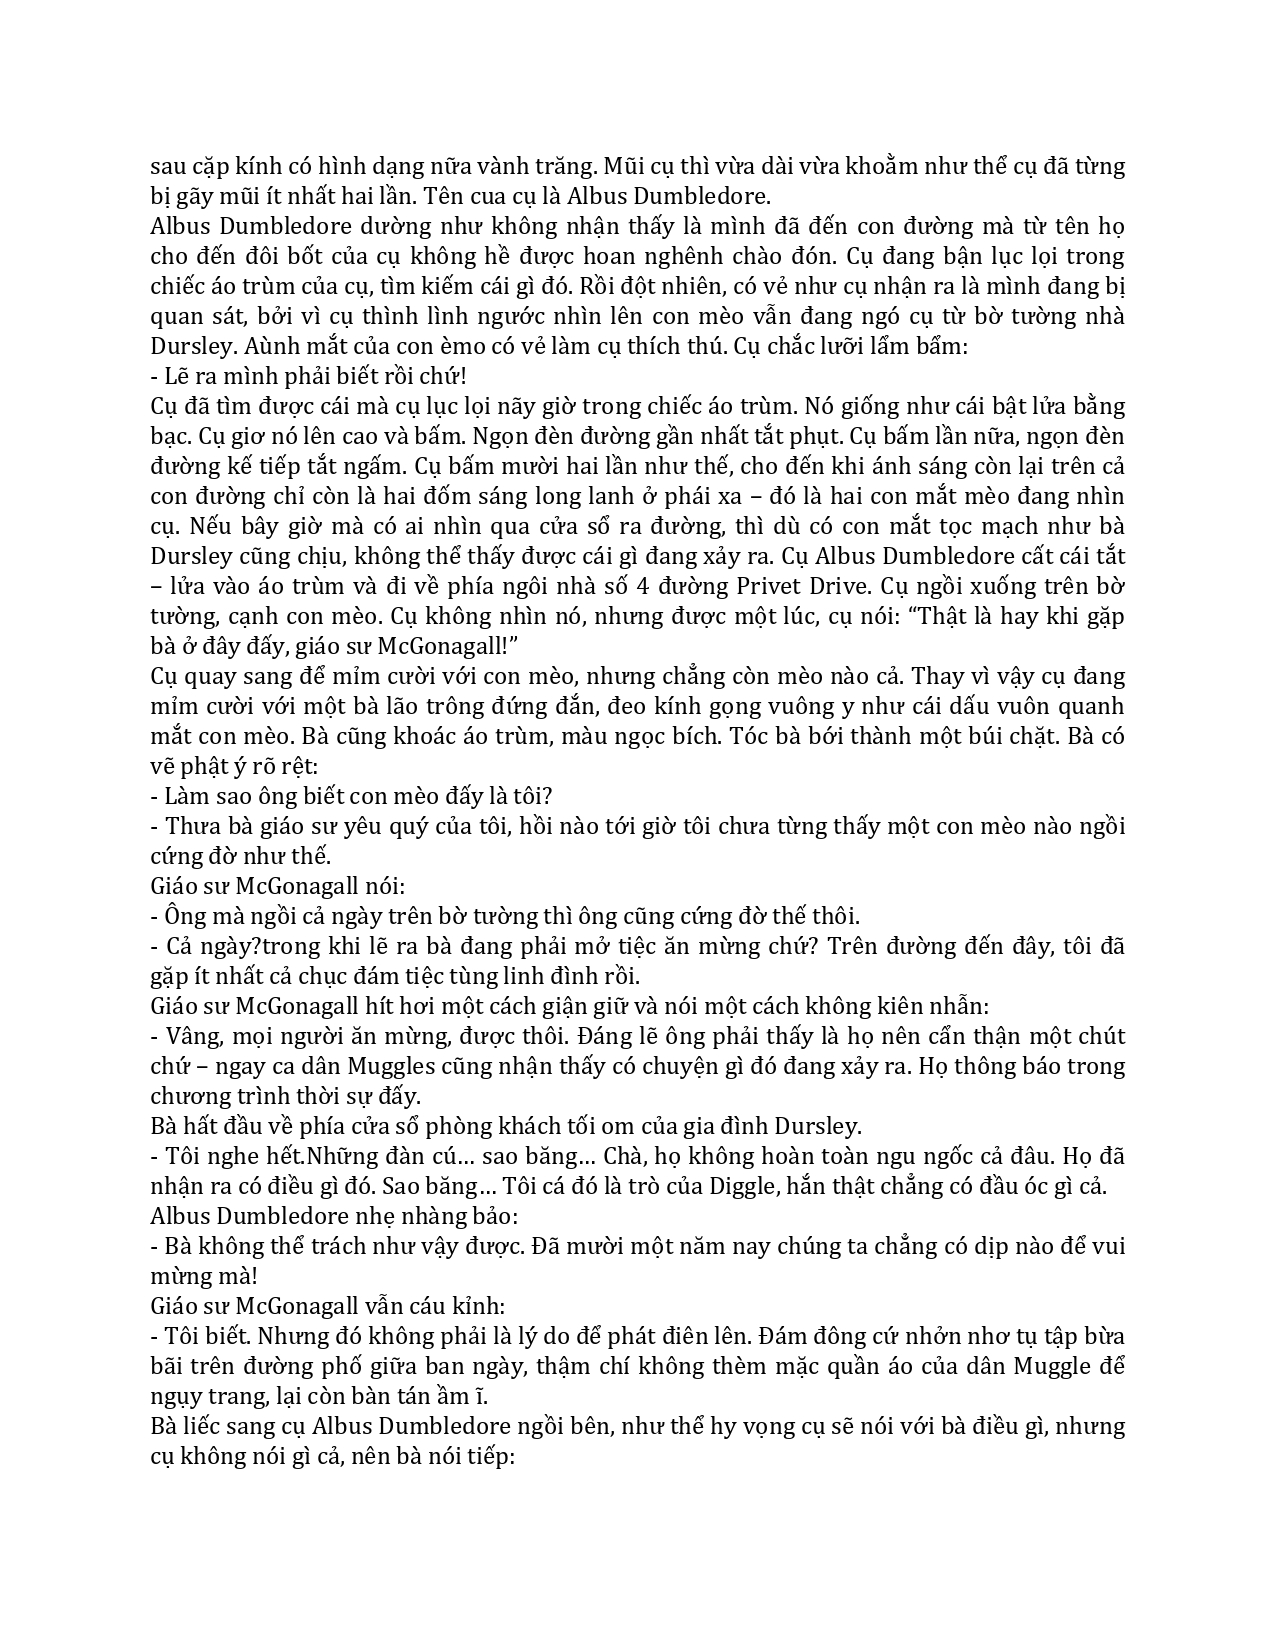 sau cặp kính có hình dạng nữa vành trăng. Mũi cụ thì vừa dài vừa khoằm như thể cụ đã từng
bị gãy mũi ít nhất hai lần. Tên cua cụ là Albus Dumbledore.
Albus Dumbledore dường như không nhận thấy là mình đã đến con đường mà từ tên họ
cho đến đôi bốt của cụ không hề được hoan nghênh chào đón. Cụ đang bận lục lọi trong
chiếc áo trùm của cụ, tìm kiếm cái gì đó. Rồi đột nhiên, có vẻ như cụ nhận ra là mình đang bị
quan sát, bởi vì cụ thình lình ngước nhìn lên con mèo vẫn đang ngó cụ từ bờ tường nhà
Dursley. Aùnh mắt của con èmo có vẻ làm cụ thích thú. Cụ chắc lưỡi lẩm bẩm:
- Lẽ ra mình phải biết rồi chứ!
Cụ đã tìm được cái mà cụ lục lọi nãy giờ trong chiếc áo trùm. Nó giống như cái bật lửa bằng
bạc. Cụ giơ nó lên cao và bấm. Ngọn đèn đường gần nhất tắt phụt. Cụ bấm lần nữa, ngọn đèn
đường kế tiếp tắt ngấm. Cụ bấm mười hai lần như thế, cho đến khi ánh sáng còn lại trên cả
con đường chỉ còn là hai đốm sáng long lanh ở phái xa – đó là hai con mắt mèo đang nhìn
cụ. Nếu bây giờ mà có ai nhìn qua cửa sổ ra đường, thì dù có con mắt tọc mạch như bà
Dursley cũng chịu, không thể thấy được cái gì đang xảy ra. Cụ Albus Dumbledore cất cái tắt
– lửa vào áo trùm và đi về phía ngôi nhà số 4 đường Privet Drive. Cụ ngồi xuống trên bờ
tường, cạnh con mèo. Cụ không nhìn nó, nhưng được một lúc, cụ nói: “Thật là hay khi gặp
bà ở đây đấy, giáo sư McGonagall!”
Cụ quay sang để mỉm cười với con mèo, nhưng chẳng còn mèo nào cả. Thay vì vậy cụ đang
mỉm cười với một bà lão trông đứng đắn, đeo kính gọng vuông y như cái dấu vuôn quanh
mắt con mèo. Bà cũng khoác áo trùm, màu ngọc bích. Tóc bà bới thành một búi chặt. Bà có
vẽ phật ý rõ rệt:
- Làm sao ông biết con mèo đấy là tôi?
- Thưa bà giáo sư yêu quý của tôi, hồi nào tới giờ tôi chưa từng thấy một con mèo nào ngồi
cứng đờ như thế.
Giáo sư McGonagall nói:
- Ông mà ngồi cả ngày trên bờ tường thì ông cũng cứng đờ thế thôi.
- Cả ngày?trong khi lẽ ra bà đang phải mở tiệc ăn mừng chứ? Trên đường đến đây, tôi đã
gặp ít nhất cả chục đám tiệc tùng linh đình rồi.
Giáo sư McGonagall hít hơi một cách giận giữ và nói một cách không kiên nhẫn:
- Vâng, mọi người ăn mừng, được thôi. Đáng lẽ ông phải thấy là họ nên cẩn thận một chút
chứ – ngay ca dân Muggles cũng nhận thấy có chuyện gì đó đang xảy ra. Họ thông báo trong
chương trình thời sự đấy.
Bà hất đầu về phía cửa sổ phòng khách tối om của gia đình Dursley.
- Tôi nghe hết.Những đàn cú… sao băng… Chà, họ không hoàn toàn ngu ngốc cả đâu. Họ đã
nhận ra có điều gì đó. Sao băng… Tôi cá đó là trò của Diggle, hắn thật chẳng có đầu óc gì cả.
Albus Dumbledore nhẹ nhàng bảo:
- Bà không thể trách như vậy được. Đã mười một năm nay chúng ta chẳng có dịp nào để vui
mừng mà!
Giáo sư McGonagall vẫn cáu kỉnh:
- Tôi biết. Nhưng đó không phải là lý do để phát điên lên. Đám đông cứ nhởn nhơ tụ tập bừa
bãi trên đường phố giữa ban ngày, thậm chí không thèm mặc quần áo của dân Muggle để
ngụy trang, lại còn bàn tán ầm ĩ.
Bà liếc sang cụ Albus Dumbledore ngồi bên, như thể hy vọng cụ sẽ nói với bà điều gì, nhưng
cụ không nói gì cả, nên bà nói tiếp: